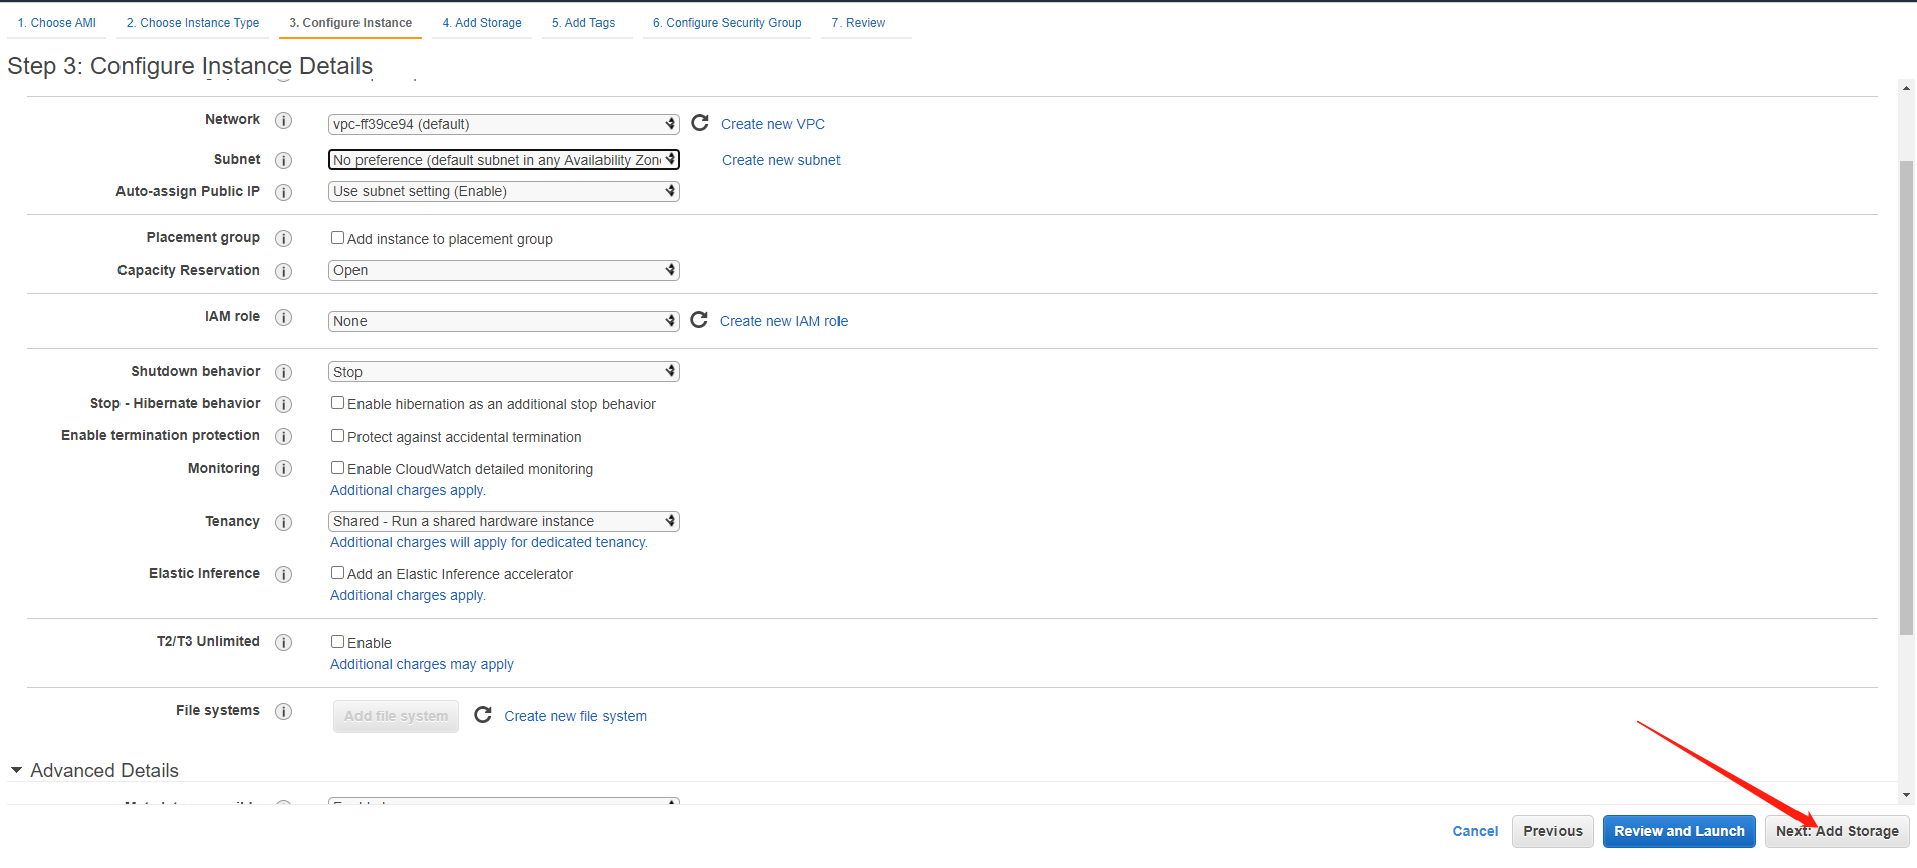 1. Choose AMI 2. Choose Instance Type 3. Configure Instance 4. Add Storage 5. Add Tags 6. Configure Security Group 7. Review
Step 3: Configure Instance Details
Network i vpc-ff39ce94 (default) Create new VPC
Subnet i No preference (default subnet in any Availability Zon Create new subnet
Auto-assign Public IP i Use subnet setting (Enable)
Placement group i Add instance to placement group
Capacity Reservation i Open
IAM role i None Create new IAM role
Shutdown behavior i Stop
Stop - Hibernate behavior i Enable hibernation as an additional stop behavior
Enable termination protection i Protect against accidental termination
Monitoring i Enable CloudWatch detailed monitoring
Additional charges apply.
Tenancy i Shared - Run a shared hardware instance
Additional charges will apply for dedicated tenancy.
Elastic Inference i Add an Elastic Inference accelerator
Additional charges apply.
T2/T3 Unlimited i Enable
Additional charges may apply
File systems i Add file system Create new file system
Advanced Details
Cancel Previous Review and Launch Next: Add Storage